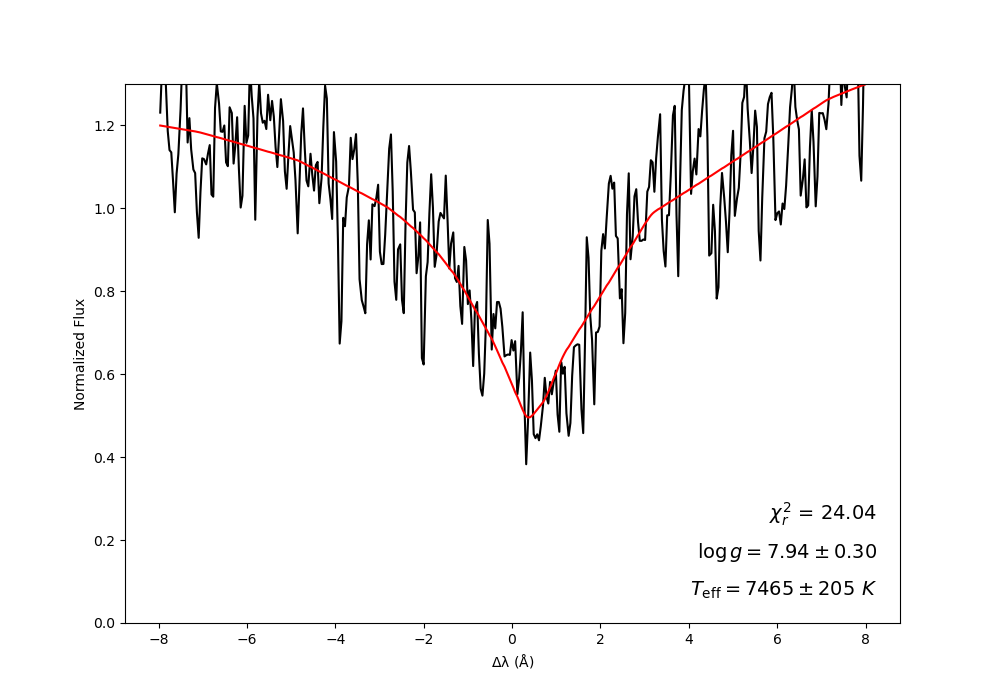 1.2
1.0
0.8
0.6
0.4
0.2
0.0
Normalized Flux
χ²ᵣ = 24.04
log g = 7.94 ± 0.30
T_eff = 7465 ± 205 K
−8 −6 −4 −2 0 2 4 6 8
Δλ (Å)